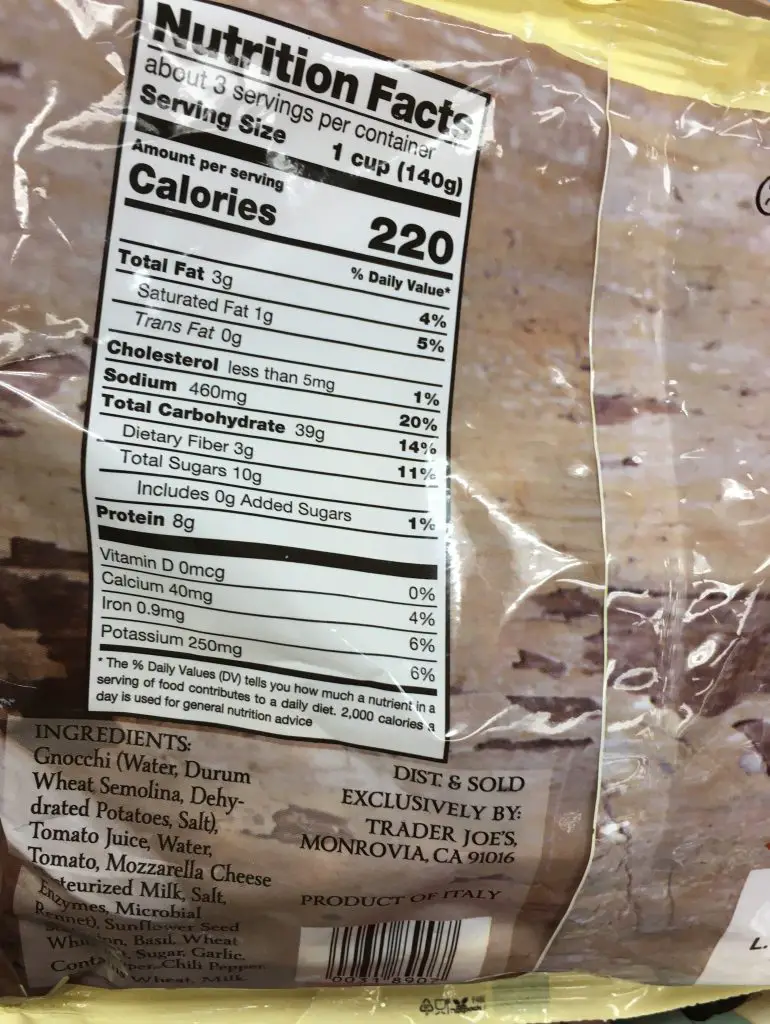 Nutrition Facts
about 3 servings per container
Serving Size 1 cup (140g)
Amount per serving
Calories 220
% Daily Value*
Total Fat 3g 4%
Saturated Fat 1g 5%
Trans Fat 0g
Cholesterol less than 5mg 1%
Sodium 460mg 20%
Total Carbohydrate 39g 14%
Dietary Fiber 3g 11%
Total Sugars 10g
Includes 0g Added Sugars 1%
Protein 8g
Vitamin D 0mcg 0%
Calcium 40mg 4%
Iron 0.9mg 6%
Potassium 250mg 6%
* The % Daily Values (DV) tells you how much a nutrient in a
serving of food contributes to a daily diet. 2,000 calories a
day is used for general nutrition advice
INGREDIENTS:
Gnocchi (Water, Durum
Wheat Semolina, Dehy-
drated Potatoes, Salt),
Tomato Juice, Water,
Tomato, Mozzarella Cheese
Milk, Salt,
Enzymes, Microbial
Rennet), Sunflower Seed
Basil, Wheat
Sugar, Garlic,
Chili Pepper.
Wheat, Milk.
DIST. & SOLD
EXCLUSIVELY BY:
TRADER JOE'S,
MONROVIA, CA 91016
PRODUCT OF ITALY
L.